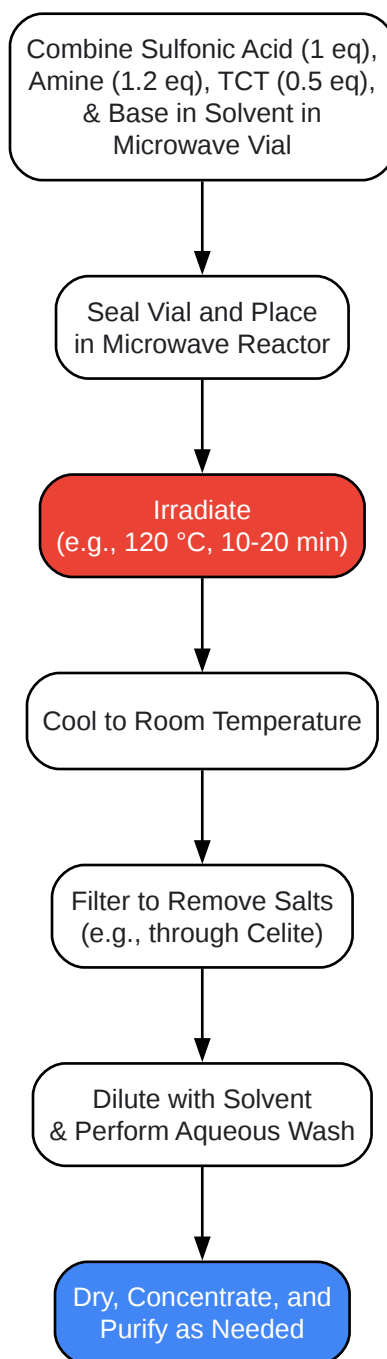 Combine Sulfonic Acid (1 eq),
Amine (1.2 eq), TCT (0.5 eq),
& Base in Solvent in
Microwave Vial
Seal Vial and Place
in Microwave Reactor
Irradiate
(e.g., 120 °C, 10-20 min)
Cool to Room Temperature
Filter to Remove Salts
(e.g., through Celite)
Dilute with Solvent
& Perform Aqueous Wash
Dry, Concentrate, and
Purify as Needed